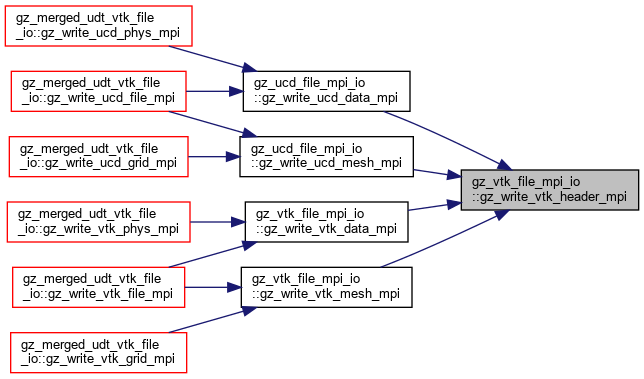 gz_merged_udt_vtk_file
_io::gz_write_ucd_phys_mpi
gz_merged_udt_vtk_file
_io::gz_write_ucd_file_mpi
gz_merged_udt_vtk_file
_io::gz_write_ucd_grid_mpi
gz_merged_udt_vtk_file
_io::gz_write_vtk_phys_mpi
gz_merged_udt_vtk_file
_io::gz_write_vtk_file_mpi
gz_merged_udt_vtk_file
_io::gz_write_vtk_grid_mpi
gz_ucd_file_mpi_io
::gz_write_ucd_data_mpi
gz_ucd_file_mpi_io
::gz_write_ucd_mesh_mpi
gz_vtk_file_mpi_io
::gz_write_vtk_data_mpi
gz_vtk_file_mpi_io
::gz_write_vtk_mesh_mpi
gz_vtk_file_mpi_io
::gz_write_vtk_header_mpi